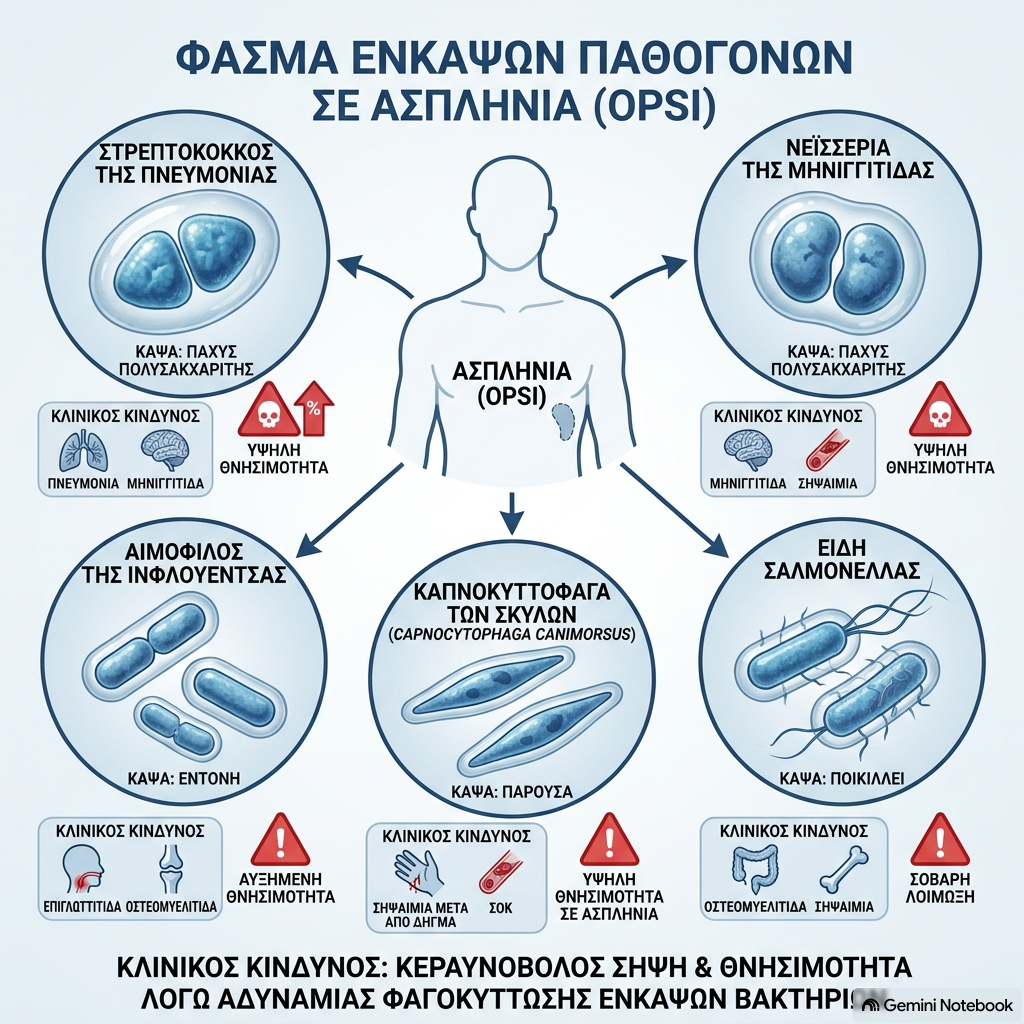 ΦΑΣΜΑ ΕΝΚΑΨΩΝ ΠΑΘΟΓΟΝΩΝ
ΣΕ ΑΣΠΛΗΝΙΑ (OPSI)
ΣΤΡΕΠΤΟΚΟΚΚΟΣ
ΤΗΣ ΠΝΕΥΜΟΝΙΑΣ
ΚΑΨΑ: ΠΑΧΥΣ
ΠΟΛΥΣΑΚΧΑΡΙΤΗΣ
ΚΛΙΝΙΚΟΣ ΚΙΝΔΥΝΟΣ
ΠΝΕΥΜΟΝΙΑ ΜΗΝΙΓΓΙΤΙΔΑ
%
ΥΨΗΛΗ
ΘΝΗΣΙΜΟΤΗΤΑ
ΑΣΠΛΗΝΙΑ
(OPSI)
ΝΕΪΣΣΕΡΙΑ
ΤΗΣ ΜΗΝΙΓΓΙΤΙΔΑΣ
ΚΑΨΑ: ΠΑΧΥΣ
ΠΟΛΥΣΑΚΧΑΡΙΤΗΣ
ΚΛΙΝΙΚΟΣ ΚΙΝΔΥΝΟΣ
ΜΗΝΙΓΓΙΤΙΔΑ ΣΗΨΑΙΜΙΑ
ΥΨΗΛΗ
ΘΝΗΣΙΜΟΤΗΤΑ
ΑΙΜΟΦΙΛΟΣ
ΤΗΣ ΙΝΦΛΟΥΕΝΤΣΑΣ
ΚΑΨΑ: ΕΝΤΟΝΗ
ΚΛΙΝΙΚΟΣ ΚΙΝΔΥΝΟΣ
ΕΠΙΓΛΩΤΤΙΤΙΔΑ ΟΣΤΕΟΜΥΕΛΙΤΙΔΑ
!
ΑΥΞΗΜΕΝΗ
ΘΝΗΣΙΜΟΤΗΤΑ
ΚΑΠΝΟΚΥΤΤΟΦΑΓΑ
ΤΩΝ ΣΚΥΛΩΝ
(CAPNOCYTOPHAGA CANIMORSUS)
ΚΑΨΑ: ΠΑΡΟΥΣΑ
ΚΛΙΝΙΚΟΣ ΚΙΝΔΥΝΟΣ
ΣΗΨΑΙΜΙΑ ΜΕΤΑ
ΑΠΟ ΔΗΓΜΑ
ΣΟΚ
!
ΥΨΗΛΗ
ΘΝΗΣΙΜΟΤΗΤΑ
ΣΕ ΑΣΠΛΗΝΙΑ
ΕΙΔΗ
ΣΑΛΜΟΝΕΛΛΑΣ
ΚΑΨΑ: ΠΟΙΚΙΛΛΕΙ
ΚΛΙΝΙΚΟΣ ΚΙΝΔΥΝΟΣ
ΟΣΤΕΟΜΥΕΛΙΤΙΔΑ ΣΗΨΑΙΜΙΑ
!
ΣΟΒΑΡΗ
ΛΟΙΜΩΞΗ
ΚΛΙΝΙΚΟΣ ΚΙΝΔΥΝΟΣ: ΚΕΡΑΥΝΟΒΟΛΟΣ ΣΗΨΗ & ΘΝΗΣΙΜΟΤΗΤΑ
ΛΟΓΩ ΑΔΥΝΑΜΙΑΣ ΦΑΓΟΚΥΤΤΩΣΗΣ ΕΝΚΑΨΩΝ ΒΑΚΤΗΡΙΩΝ
Gemini Notebook